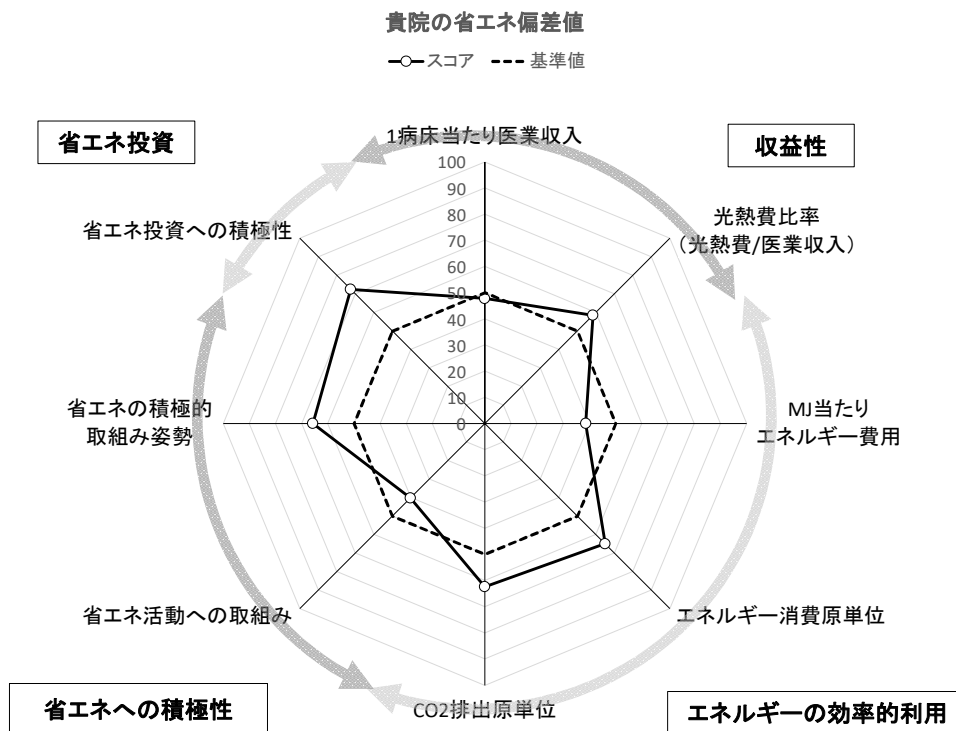 貴院の省エネ偏差値
スコア 基準値
省エネ投資
1病床当たり医業収入
収益性
100
90
80
70
60
50
40
30
20
10
0
光熱費比率
(光熱費/医業収入)
省エネ投資への積極性
MJ当たり
エネルギー費用
省エネの積極的
取組み姿勢
省エネ活動への取組み
エネルギー消費原単位
CO2排出原単位
省エネへの積極性
エネルギーの効率的利用